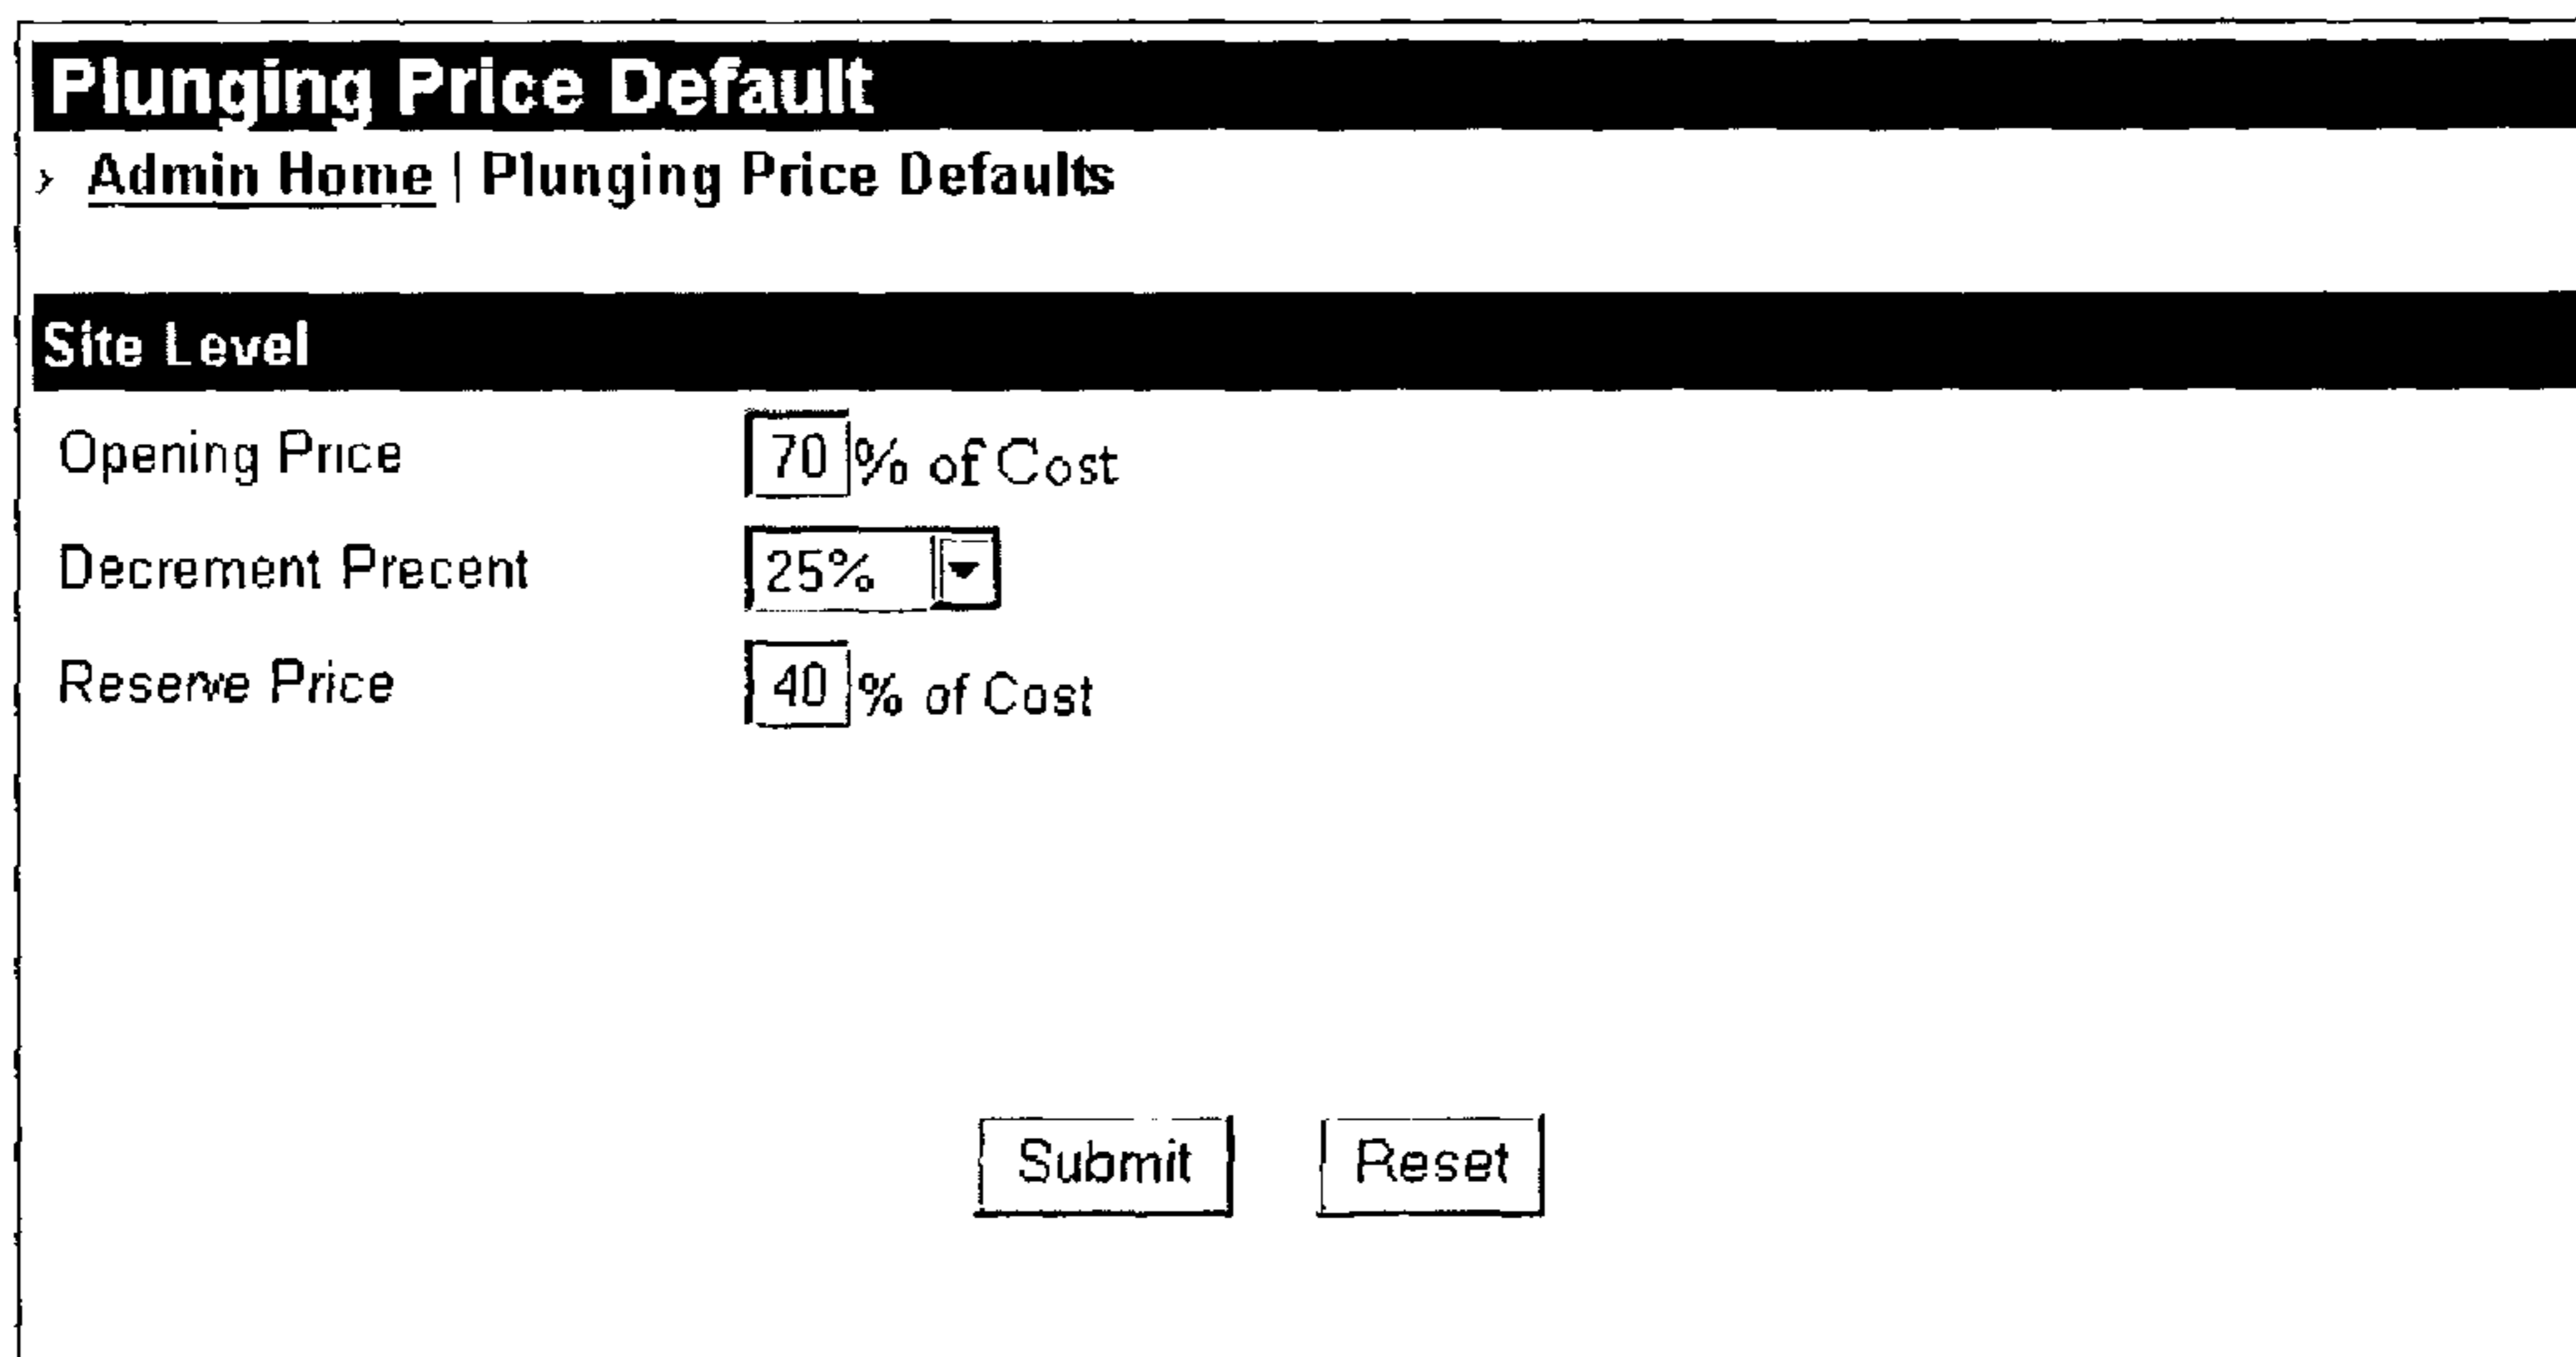 Plunging Price Default
› Admin Home | Plunging Price Defaults
Site Level
Opening Price 70 % of Cost
Decrement Precent 25%
Reserve Price 40 % of Cost
Submit Reset